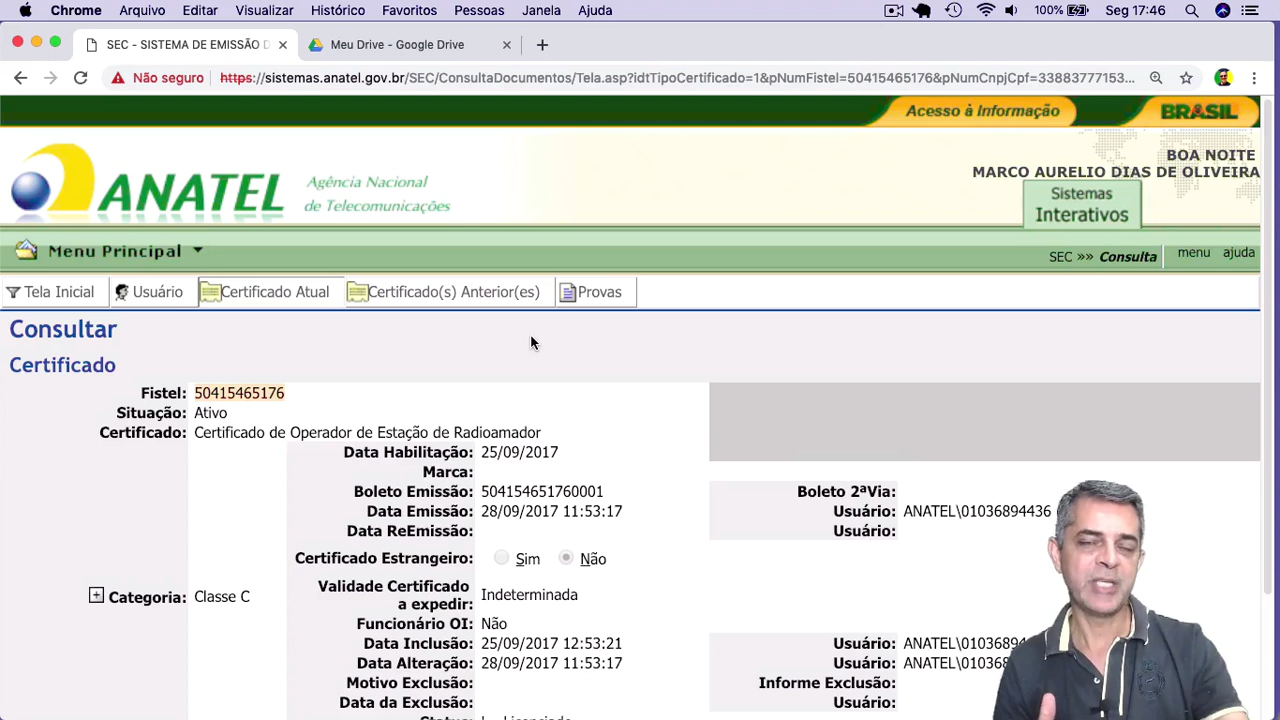 Chrome Arquivo Editar Visualizar Histórico Favoritos Pessoas Janela Ajuda 100% Seg 17:46
SEC - SISTEMA DE EMISSÃO D
Meu Drive - Google Drive
Não seguro https://sistemas.anatel.gov.br/SEC/ConsultaDocumentos/Tela.asp?idtTipoCertificado=1&pNumFistel=50415465176&pNumCnpjCpf=33883777153...
Acesso à Informação BRASIL
BOA NOITE
MARCO AURELIO DIAS DE OLIVEIRA
ANATEL
Agência Nacional
de Telecomunicações
Sistemas
Interativos
Menu Principal
SEC »» Consulta menu ajuda
Tela Inicial Usuário Certificado Atual Certificado(s) Anterior(es) Provas
Consultar
Certificado
Fistel: 50415465176
Situação: Ativo
Certificado: Certificado de Operador de Estação de Radioamador
Data Habilitação: 25/09/2017
Marca:
Boleto Emissão: 504154651760001 Boleto 2ªVia:
Data Emissão: 28/09/2017 11:53:17 Usuário: ANATEL\01036894436
Data ReEmissão: Usuário:
Certificado Estrangeiro: Sim Não
Validade Certificado
a expedir: Indeterminada
Categoria: Classe C
Funcionário OI: Não
Data Inclusão: 25/09/2017 12:53:21 Usuário:
Data Alteração: 28/09/2017 11:53:17 Usuário:
Motivo Exclusão: Informe Exclusão:
Data da Exclusão: Usuário: